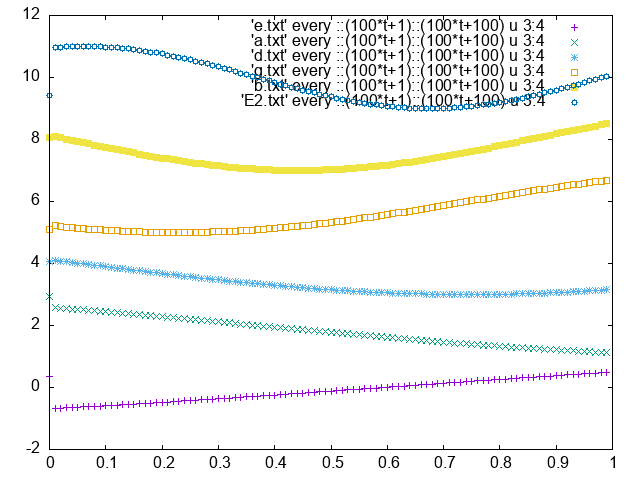 12
'e.txt' every ::(100*t+1)::(100*t+100) u 3:4
'a.txt' every ::(100*t+1)::(100*t+100) u 3:4
'd.txt' every ::(100*t+1)::(100*t+100) u 3:4
'g.txt' every ::(100*t+1)::(100*t+100) u 3:4
10
'b.txt' every ::(100*t+1)::(100*t+100) u 3:4
'E2.txt' every ::(100*t+1)::(100*t+100) u 3:4
8
6
4
2
0
-2
0 0.1 0.2 0.3 0.4 0.5 0.6 0.7 0.8 0.9 1